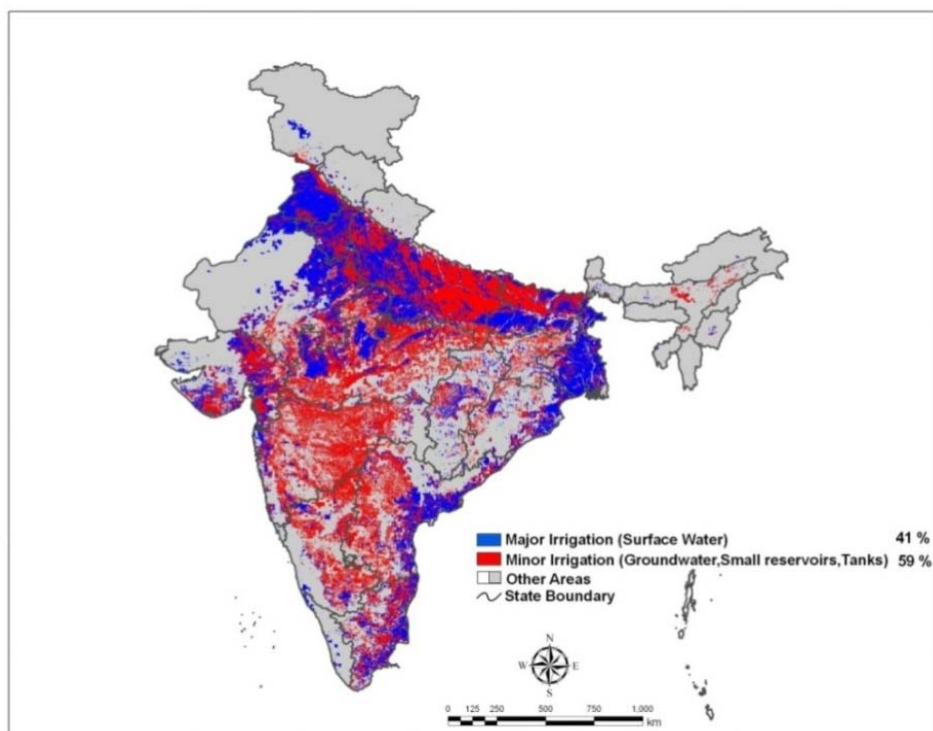 Major Irrigation (Surface Water) 41 %
Minor Irrigation (Groundwater,Small reservoirs,Tanks) 59 %
Other Areas
State Boundary
N
W E
S
0 125 250 500 750 1,000
km